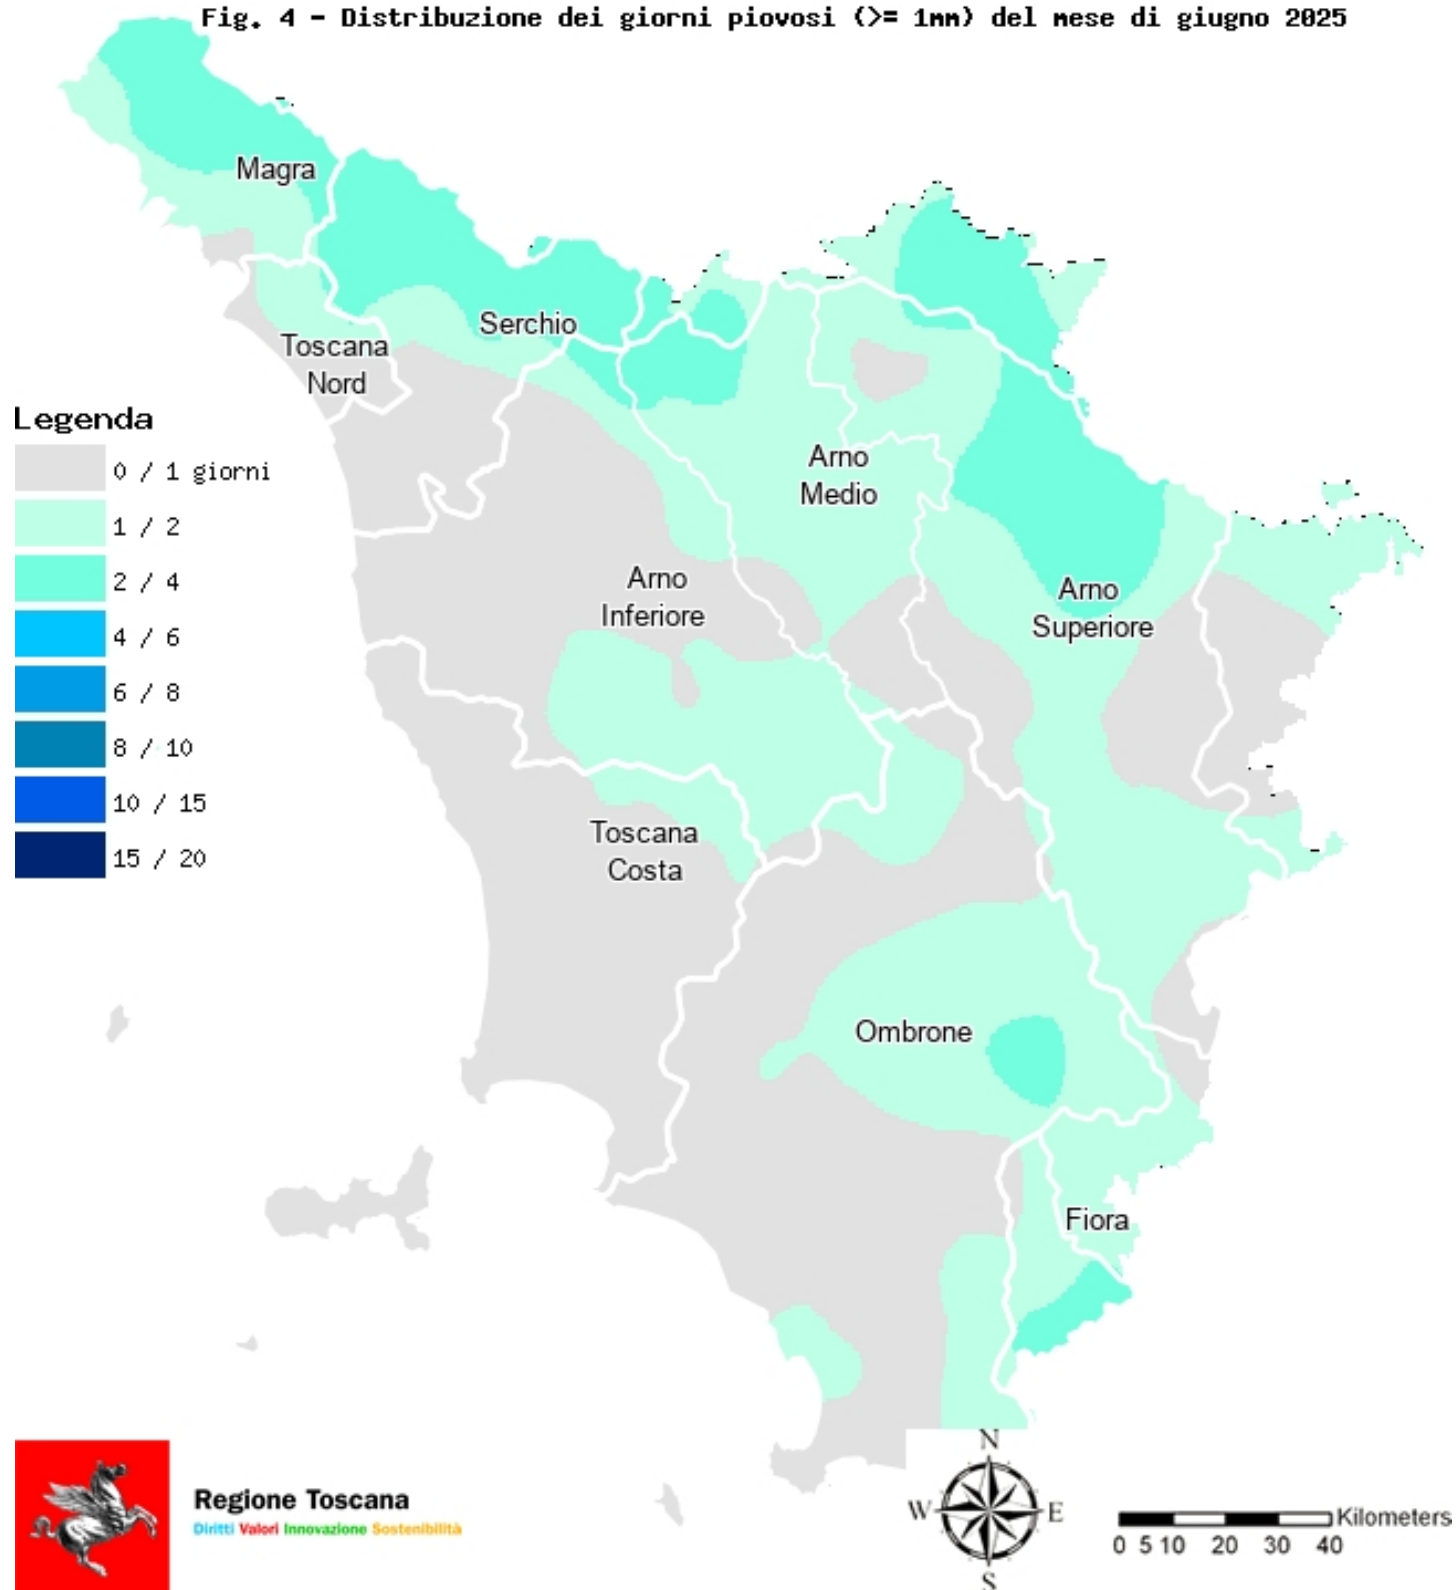 Fig. 4 - Distribuzione dei giorni piovosi (>= 1mm) del mese di giugno 2025
Magra
Serchio
Toscana
Nord
Legenda
0 / 1 giorni
1 / 2
2 / 4
4 / 6
6 / 8
8 / 10
10 / 15
15 / 20
Arno
Medio
Arno
Inferiore
Arno
Superiore
Toscana
Costa
Ombrone
Fiora
Regione Toscana
Diritti Valori Innovazione Sostenibilità
N
W E
S
Kilometers
0 5 10 20 30 40